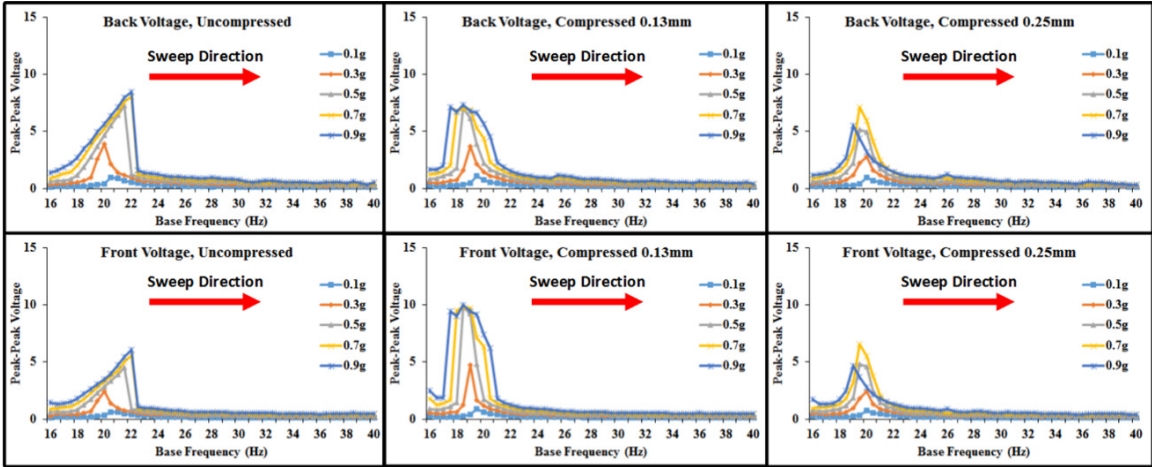 Back Voltage, Uncompressed
Peak-Peak Voltage
15
10
5
0
Sweep Direction
0.1g
0.3g
0.5g
0.7g
0.9g
16 18 20 22 24 26 28 30 32 34 36 38 40
Base Frequency (Hz)
Back Voltage, Compressed 0.13mm
Peak-Peak Voltage
15
10
5
0
Sweep Direction
0.1g
0.3g
0.5g
0.7g
0.9g
16 18 20 22 24 26 28 30 32 34 36 38 40
Base Frequency (Hz)
Back Voltage, Compressed 0.25mm
Peak-Peak Voltage
15
10
5
0
Sweep Direction
0.1g
0.3g
0.5g
0.7g
0.9g
16 18 20 22 24 26 28 30 32 34 36 38 40
Base Frequency (Hz)
Front Voltage, Uncompressed
Peak-Peak Voltage
15
10
5
0
Sweep Direction
0.1g
0.3g
0.5g
0.7g
0.9g
16 18 20 22 24 26 28 30 32 34 36 38 40
Base Frequency (Hz)
Front Voltage, Compressed 0.13mm
Peak-Peak Voltage
15
10
5
0
Sweep Direction
0.1g
0.3g
0.5g
0.7g
0.9g
16 18 20 22 24 26 28 30 32 34 36 38 40
Base Frequency (Hz)
Front Voltage, Compressed 0.25mm
Peak-Peak Voltage
15
10
5
0
Sweep Direction
0.1g
0.3g
0.5g
0.7g
0.9g
16 18 20 22 24 26 28 30 32 34 36 38 40
Base Frequency (Hz)